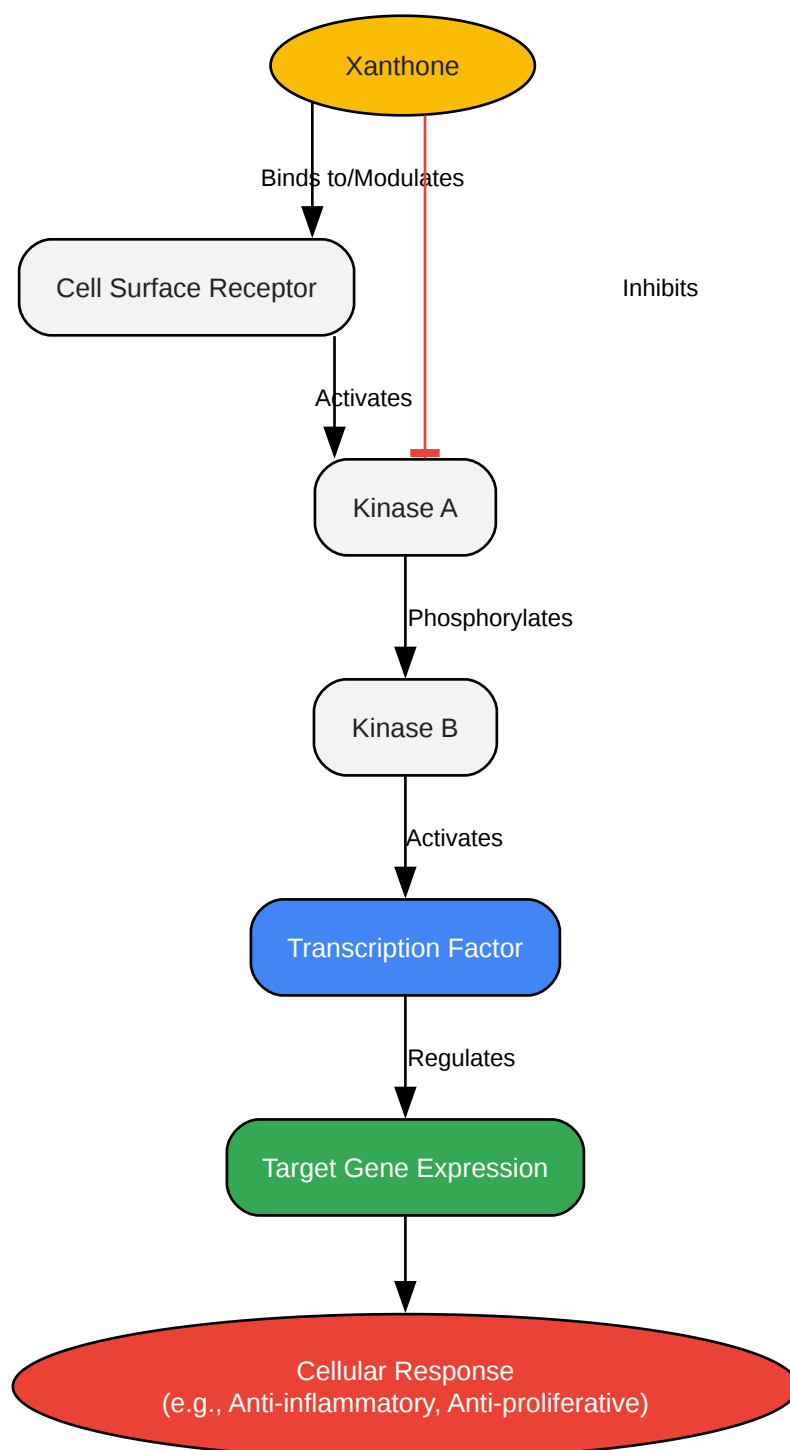 Xanthone
Binds to/Modulates
Cell Surface Receptor
Inhibits
Activates
Kinase A
Phosphorylates
Kinase B
Activates
Transcription Factor
Regulates
Target Gene Expression
Cellular Response
(e.g., Anti-inflammatory, Anti-proliferative)